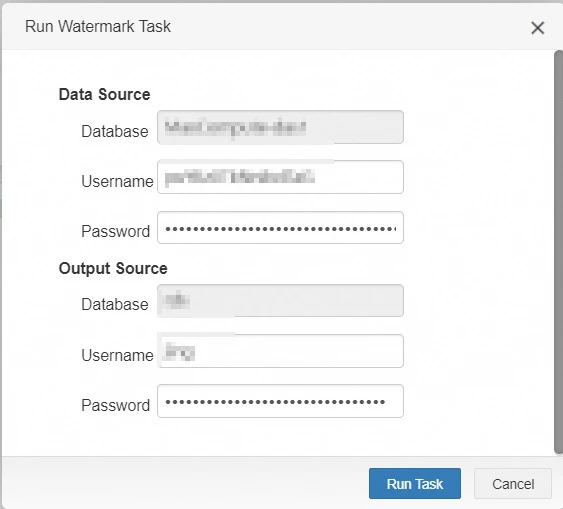 Run Watermark Task
Data Source
Database
Username
Password ••••••••••••••••••••••••••••••••••
Output Source
Database
Username
Password ••••••••••••••••••••••••••••••••
Run Task Cancel